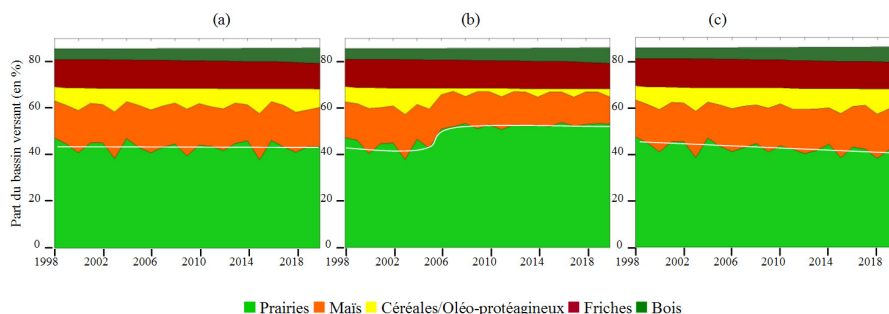 (a) (b) (c)
Part du bassin versant (en %)
80 80 80
60 60 60
40 40 40
20 20 20
0 0 0
1998 2002 2006 2010 2014 2018 1998 2002 2006 2010 2014 2018 1998 2002 2006 2010 2014 2018
Prairies Maïs Céréales/Oléo-protéagineux Friches Bois